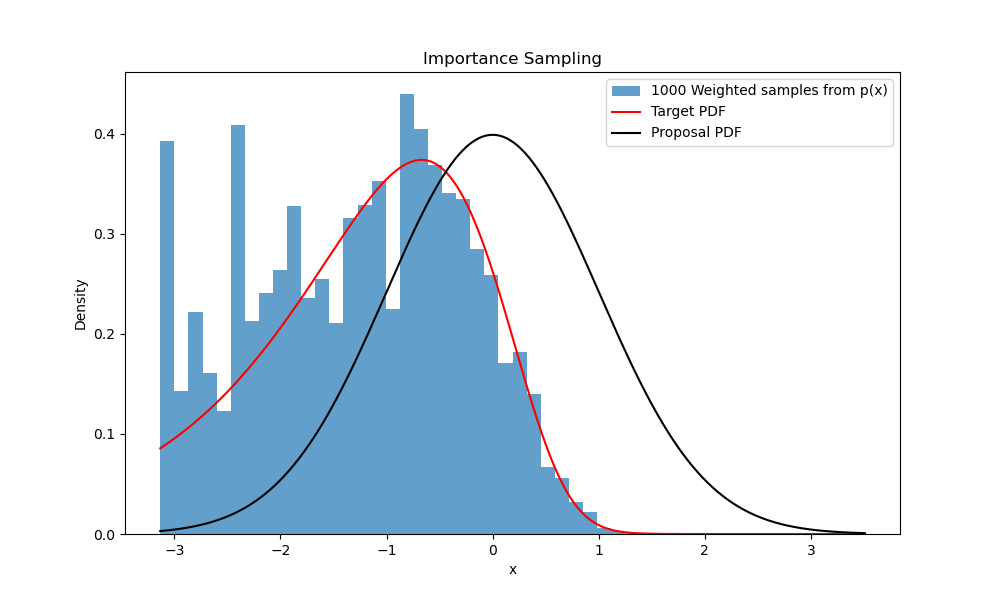 Importance Sampling
1000 Weighted samples from p(x)
Target PDF
Proposal PDF
Density
0.4
0.3
0.2
0.1
0.0
−3 −2 −1 0 1 2 3
x